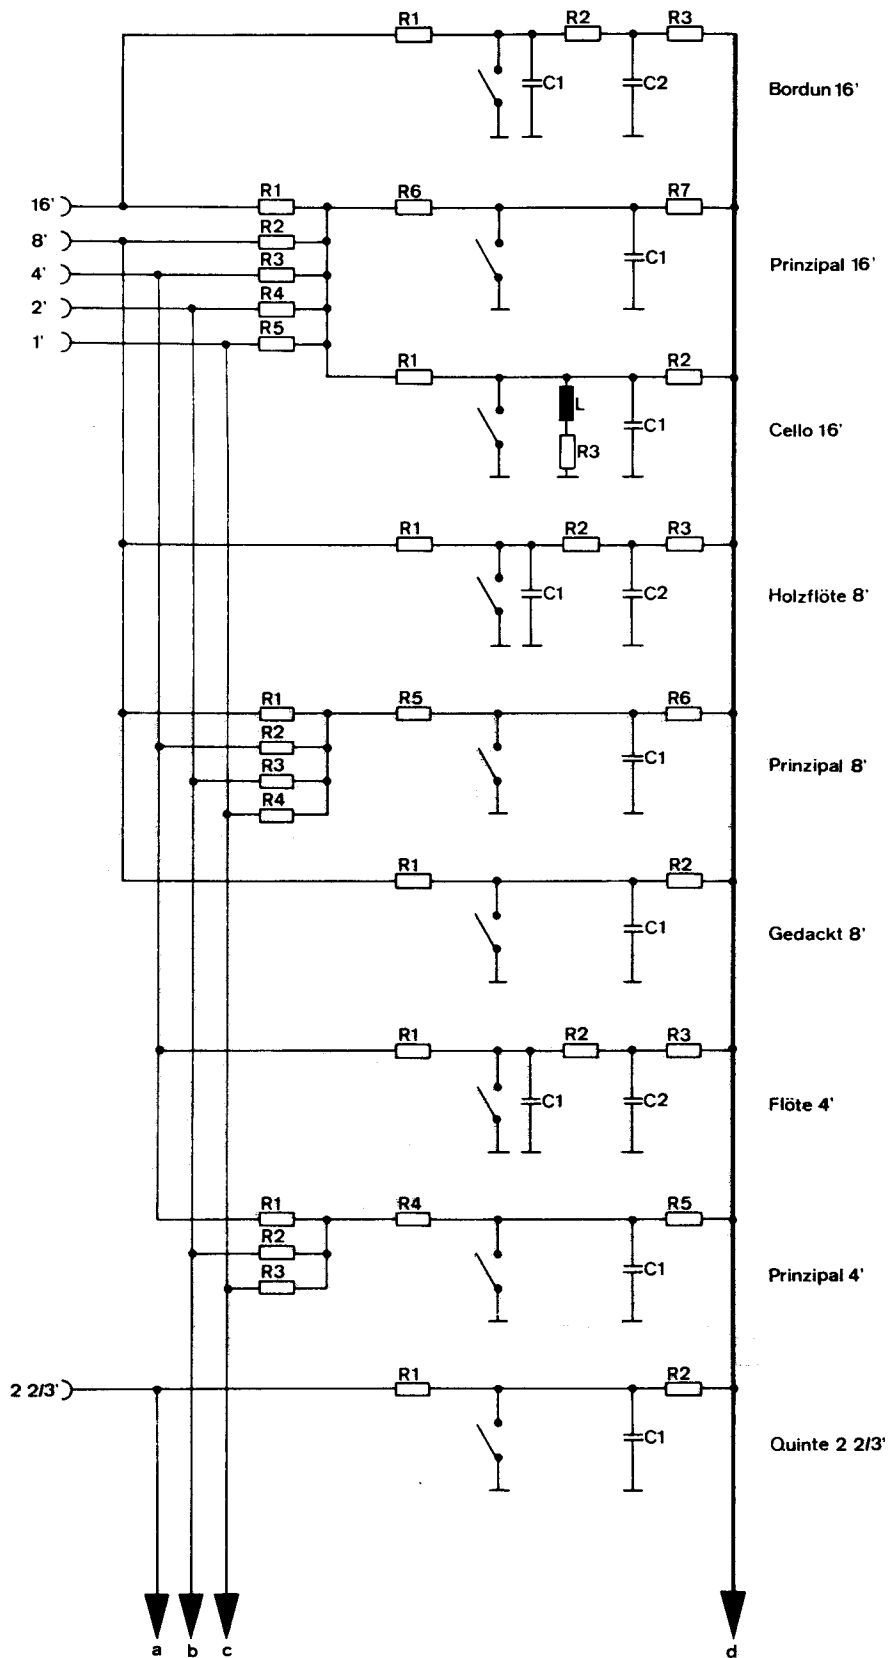 R1 R2 R3
C1 C2
Bordun 16'
16' R1 R6 R7
8' R2
4' R3 C1 Prinzipal 16'
2' R4
1' R5
R1 R2
L C1
R3 Cello 16'
R1 R2 R3
C1 C2 Holzflöte 8'
R1 R5 R6
R2
R3 C1 Prinzipal 8'
R4
R1 R2
C1 Gedackt 8'
R1 R2 R3
C1 C2 Flöte 4'
R1 R4 R5
R2
R3 C1 Prinzipal 4'
2 2/3' R1 R2
C1 Quinte 2 2/3'
a b c d